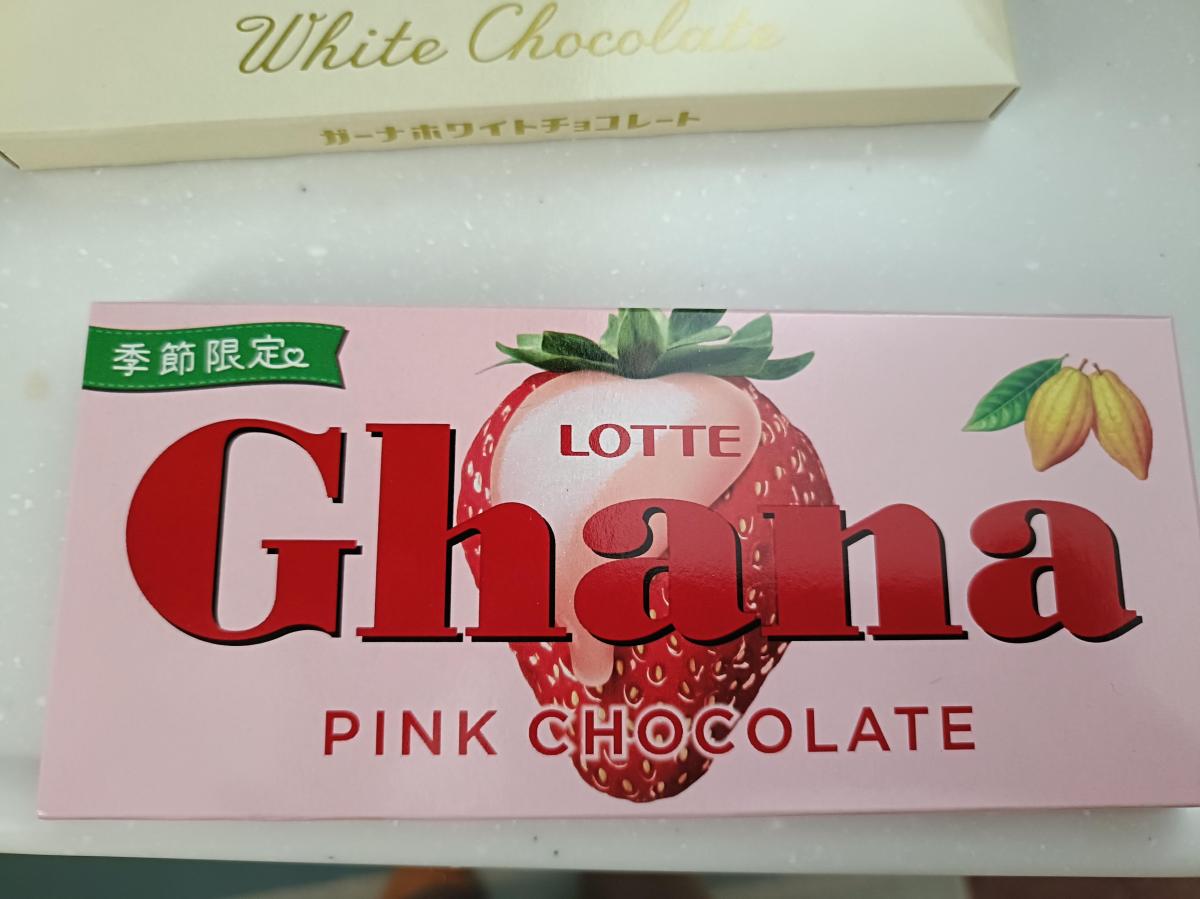 White Chocolate
ガーナホワイトチョコレート
季節限定
LOTTE
Ghana
PINK CHOCOLATE